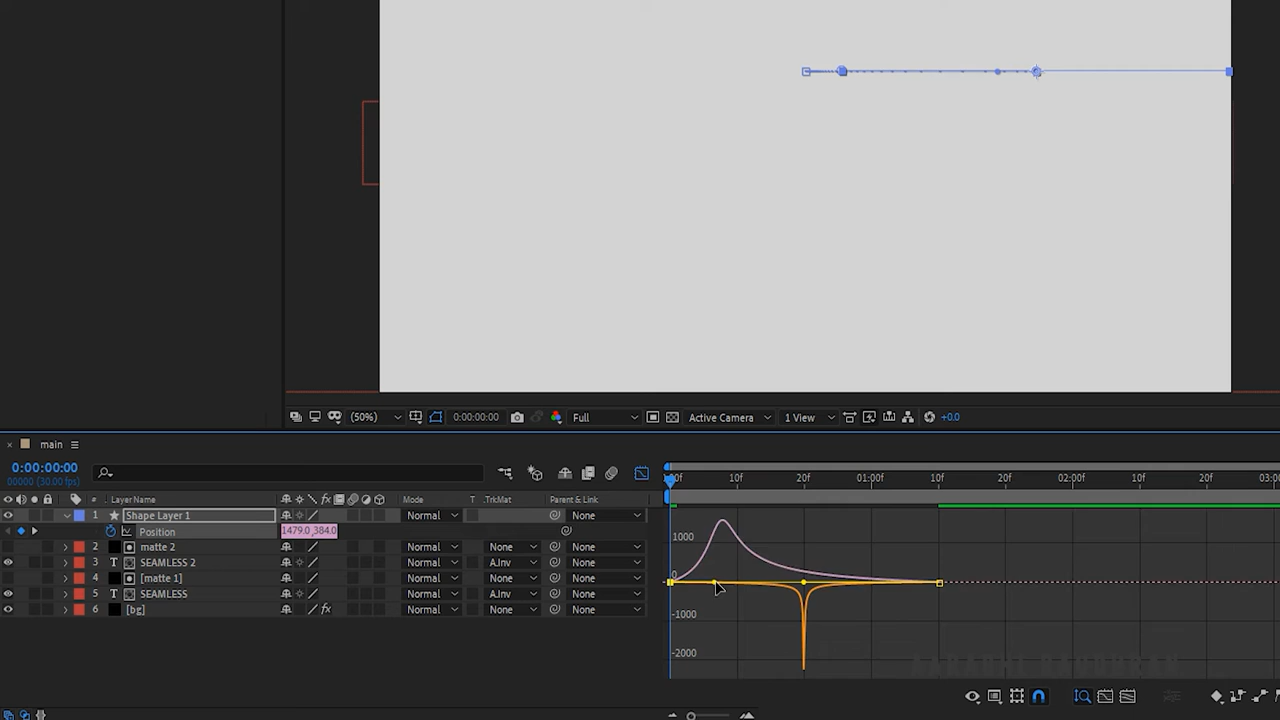 (50%) 0:00:00:00 Full Active Camera 1 View +0.0
× main
0:00:00:00
00000 (30.00 fps)
:00f 10f 20f 01:00f 10f 20f 02:00f 10f 20f 03:00
# Layer Name Mode T .TrkMat Parent & Link
1 Shape Layer 1 Normal None
Position 1479.0,384.0
2 matte 2 Normal None None
3 T SEAMLESS 2 Normal A.Inv None
4 [matte 1] Normal None None
5 T SEAMLESS Normal A.Inv None
6 [bg] fx Normal None None
1000
0
-1000
-2000